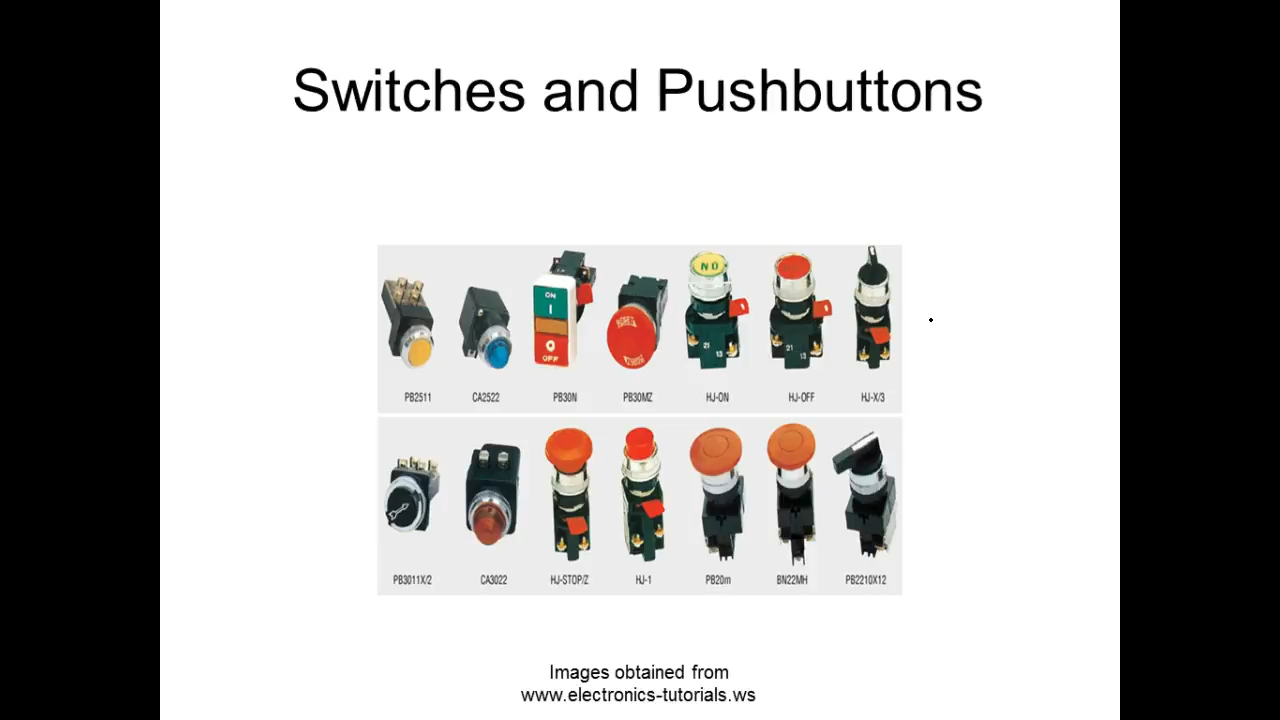 Switches and Pushbuttons
ON
I
O
OFF
NO
21
13
21
13
PB2511
CA2522
PB30N
PB30MZ
HJ-ON
HJ-OFF
HJ-X/3
PB3011X/2
CA3022
HJ-STOP/Z
HJ-1
PB20m
BN22MH
PB2210X12
Images obtained from
www.electronics-tutorials.ws